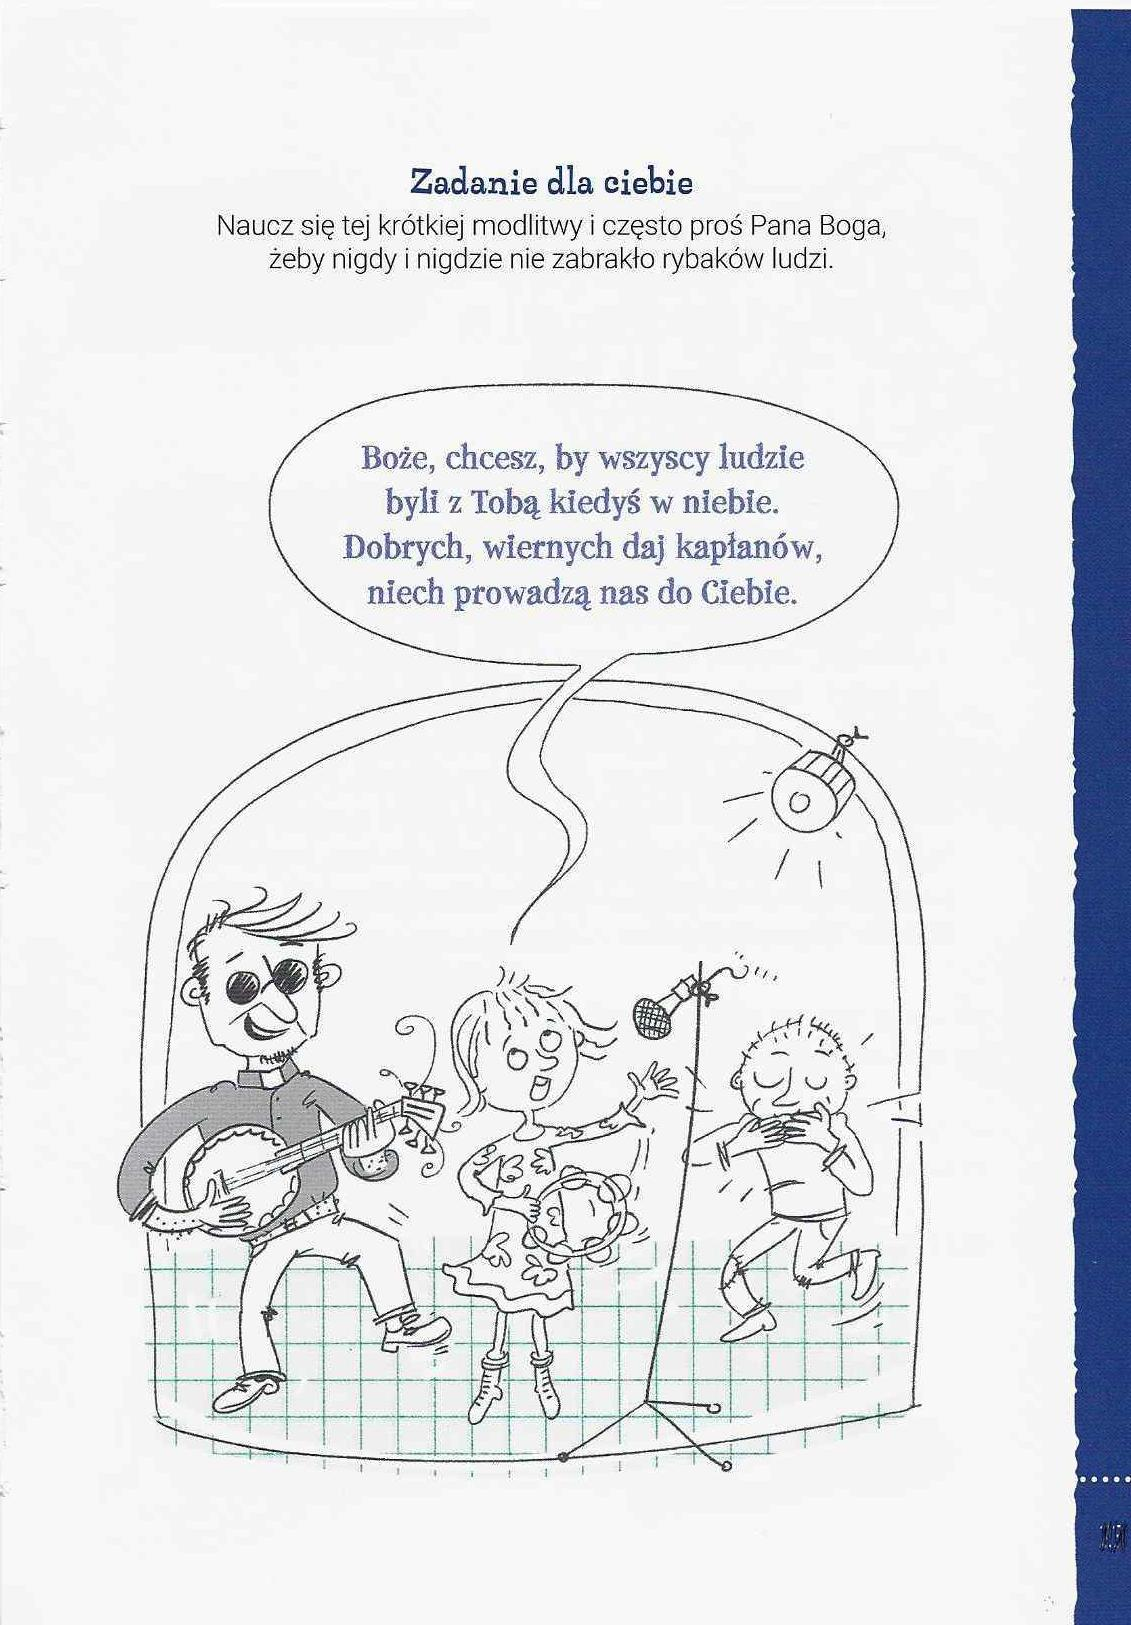 Zadanie dla ciebie
Naucz się tej krótkiej modlitwy i często proś Pana Boga,
żeby nigdy i nigdzie nie zabrakło rybaków ludzi.
Boże, chcesz, by wszyscy ludzie
byli z Tobą kiedyś w niebie.
Dobrych, wiernych daj kapłanów,
niech prowadzą nas do Ciebie.